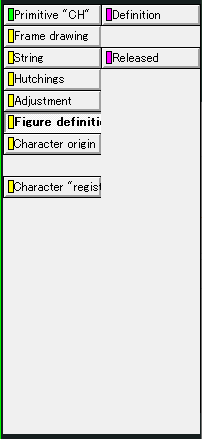 Primitive "CH" Definition
Frame drawing
String Released
Hutchings
Adjustment
Figure definiti
Character origin
Character "regist